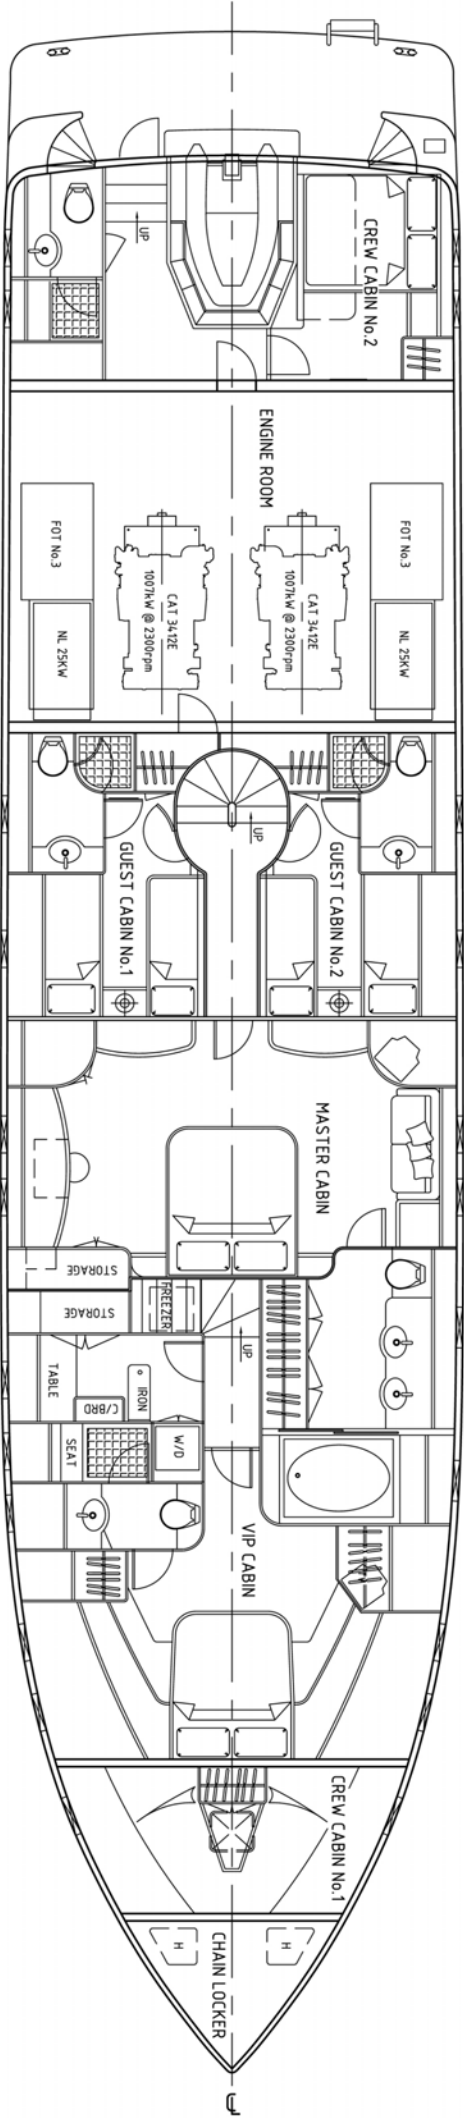 UP
CREW CABIN No.2
ENGINE ROOM
FOT No.3
CAT 3412E
1007kW @ 2300rpm
CAT 3412E
1007kW @ 2300rpm
FOT No.3
NL 25KW
NL 25KW
UP
GUEST CABIN No.1
GUEST CABIN No.2
MASTER CABIN
STORAGE
STORAGE
FREEZER
UP
TABLE
IRON
C/BRD
SEAT
W/D
VIP CABIN
CREW CABIN No.1
H
H
CHAIN LOCKER